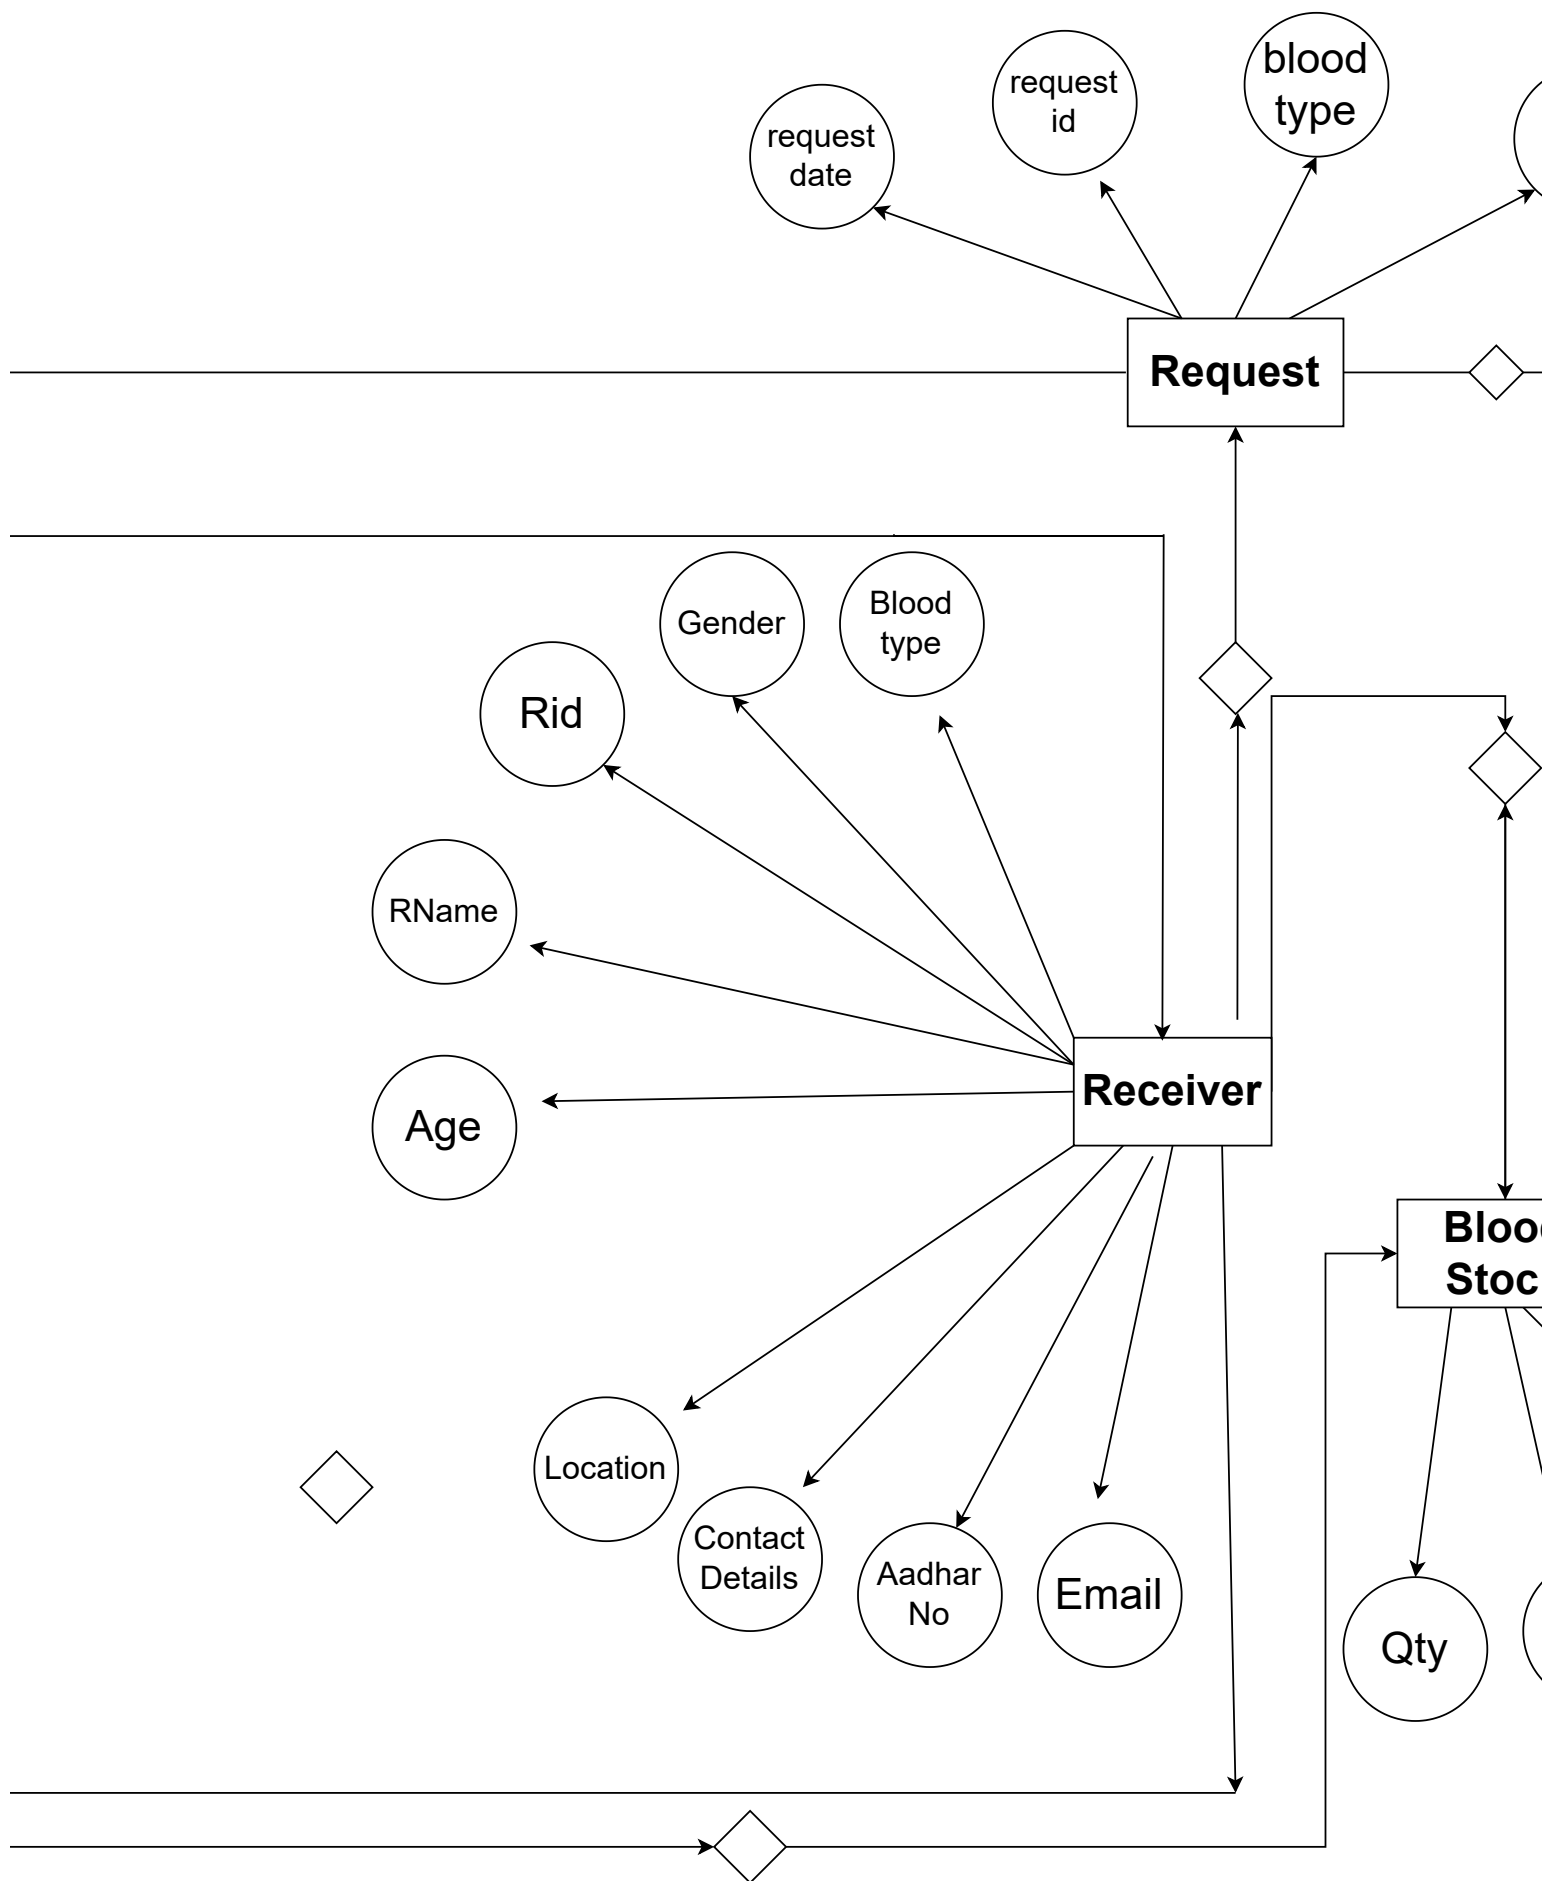 blood
type
request
id
request
date
Request
Gender
Blood
type
Rid
RName
Age
Receiver
Location
Contact
Details
Aadhar
No
Email
Qty